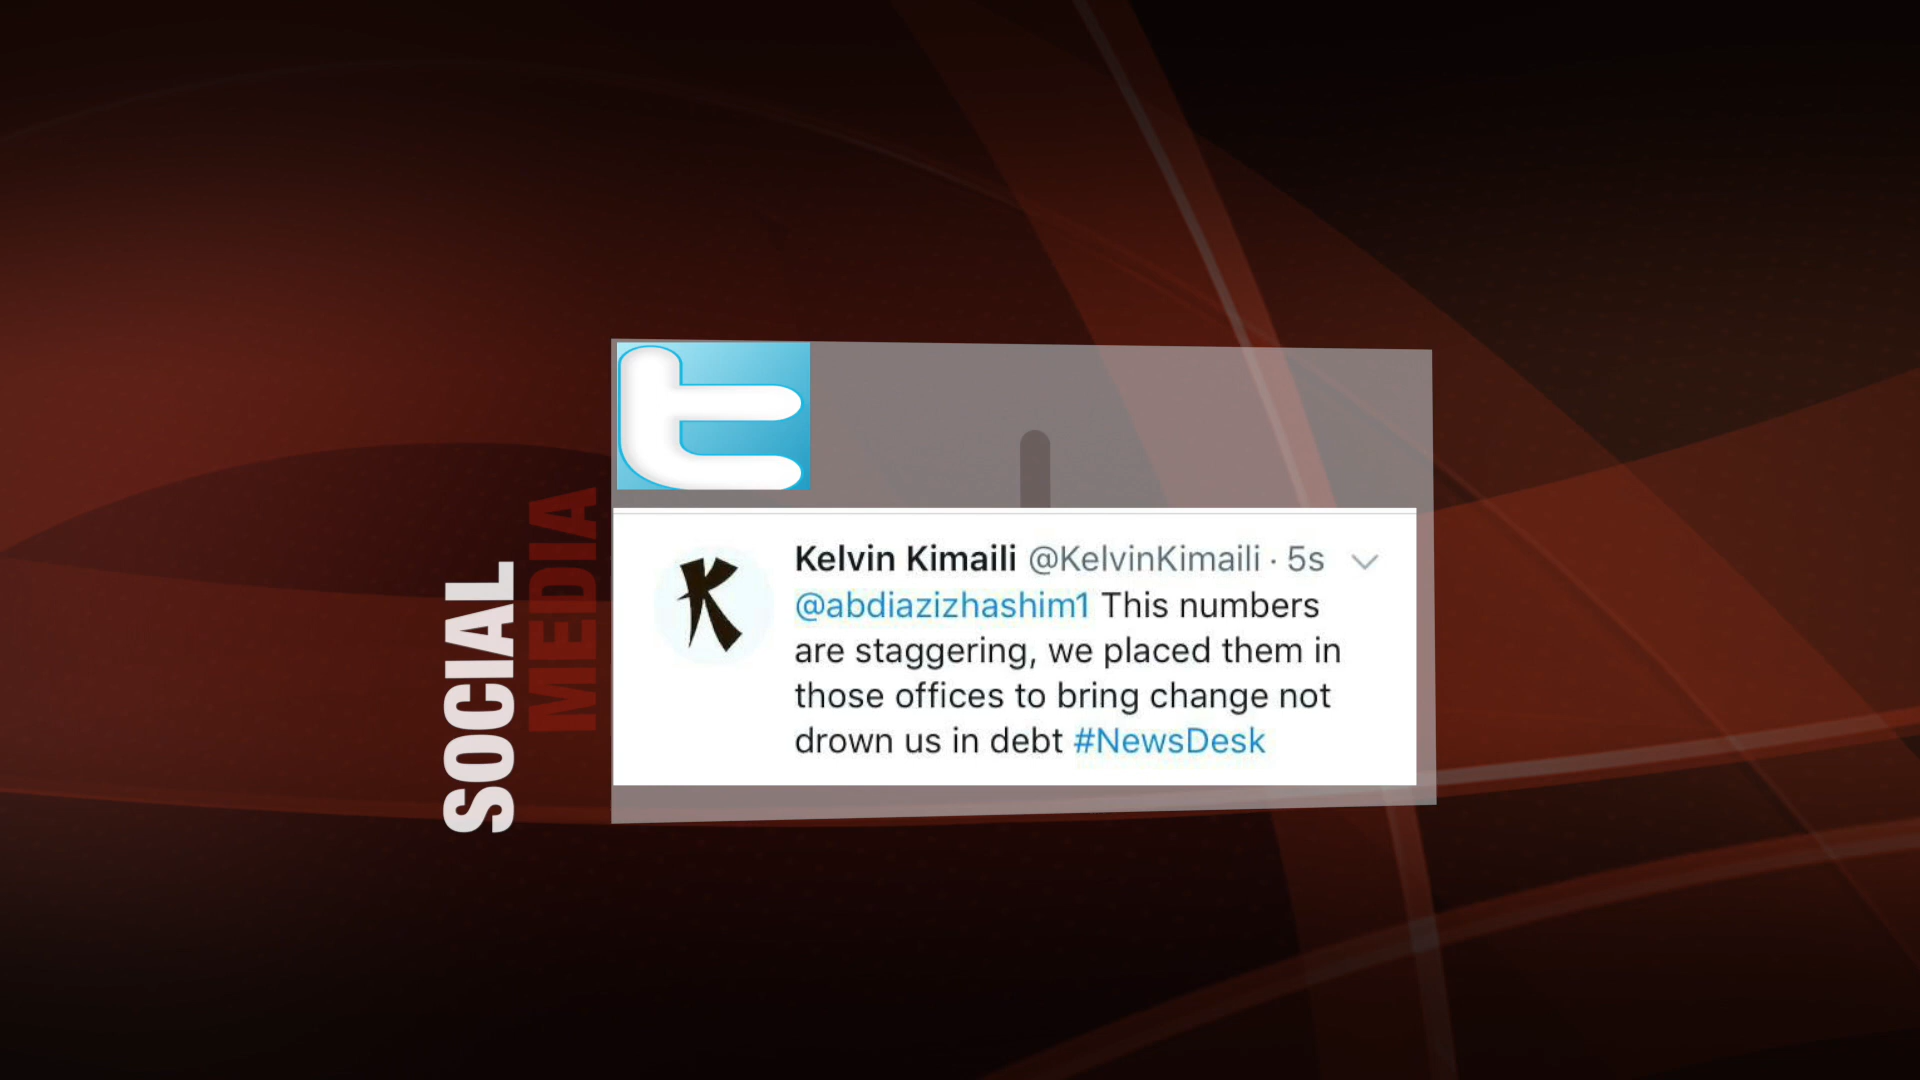 SOCIAL
MEDIA
t
Kelvin Kimaili @KelvinKimaili · 5s
@abdiazizhashim1 This numbers
are staggering, we placed them in
those offices to bring change not
drown us in debt #NewsDesk
K